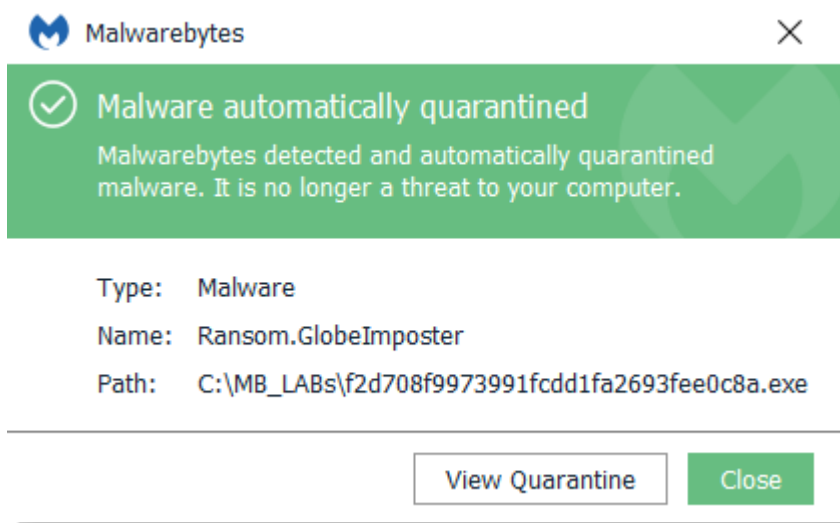 Malwarebytes
Malware automatically quarantined
Malwarebytes detected and automatically quarantined
malware. It is no longer a threat to your computer.
Type: Malware
Name: Ransom.GlobeImposter
Path: C:\MB_LABs\f2d708f9973991fcdd1fa2693fee0c8a.exe
View Quarantine Close